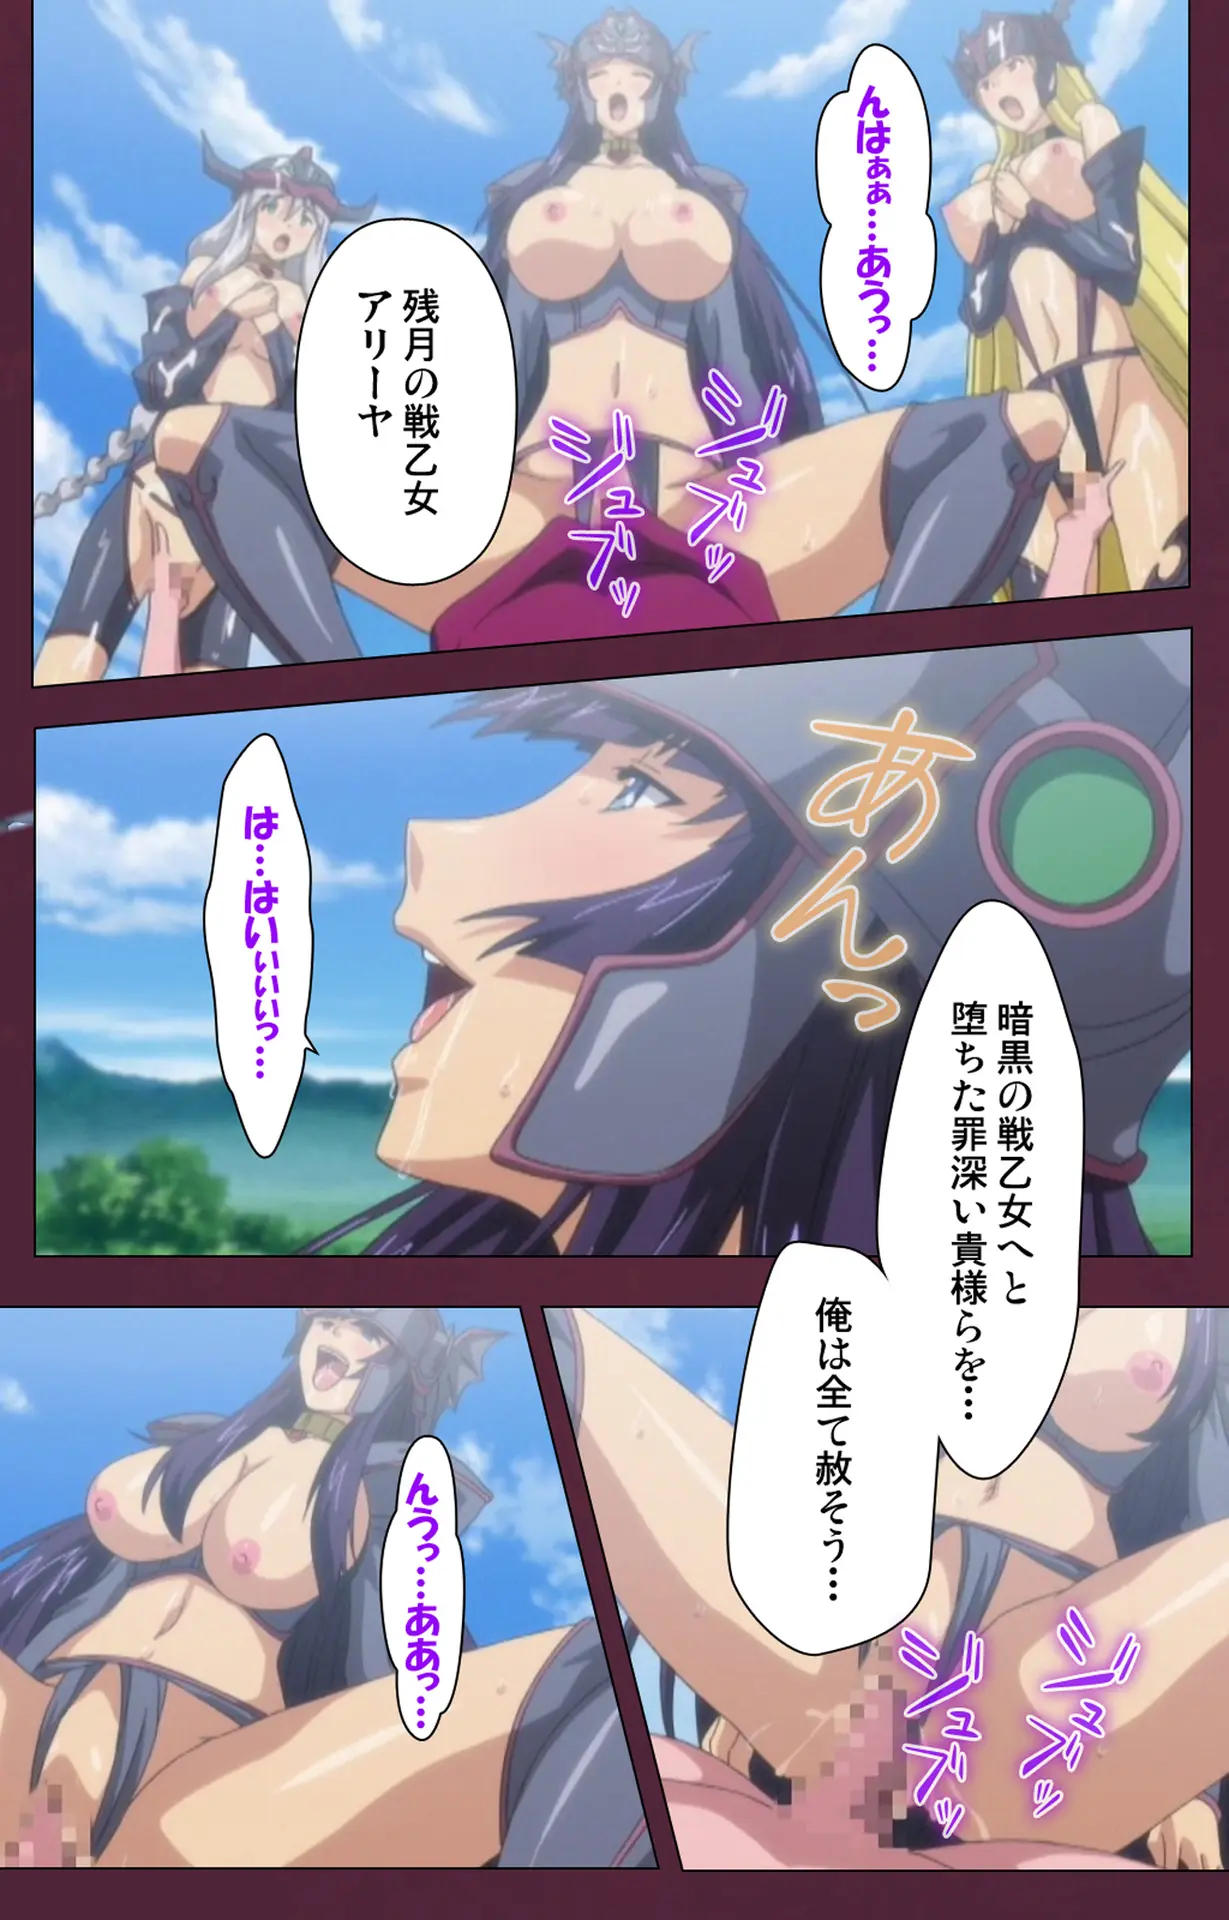 んはぁぁ…あうっ…
残月の戦乙女
アリーヤ
ジュブッ
ジュブッ
あんっ
は…はいぃぃぃっ…
暗黒の戦乙女へと
堕ちた罪深い貴様らを…
俺は全て赦そう…
ジュブッ
ジュブッ
んうっ…ああっ…